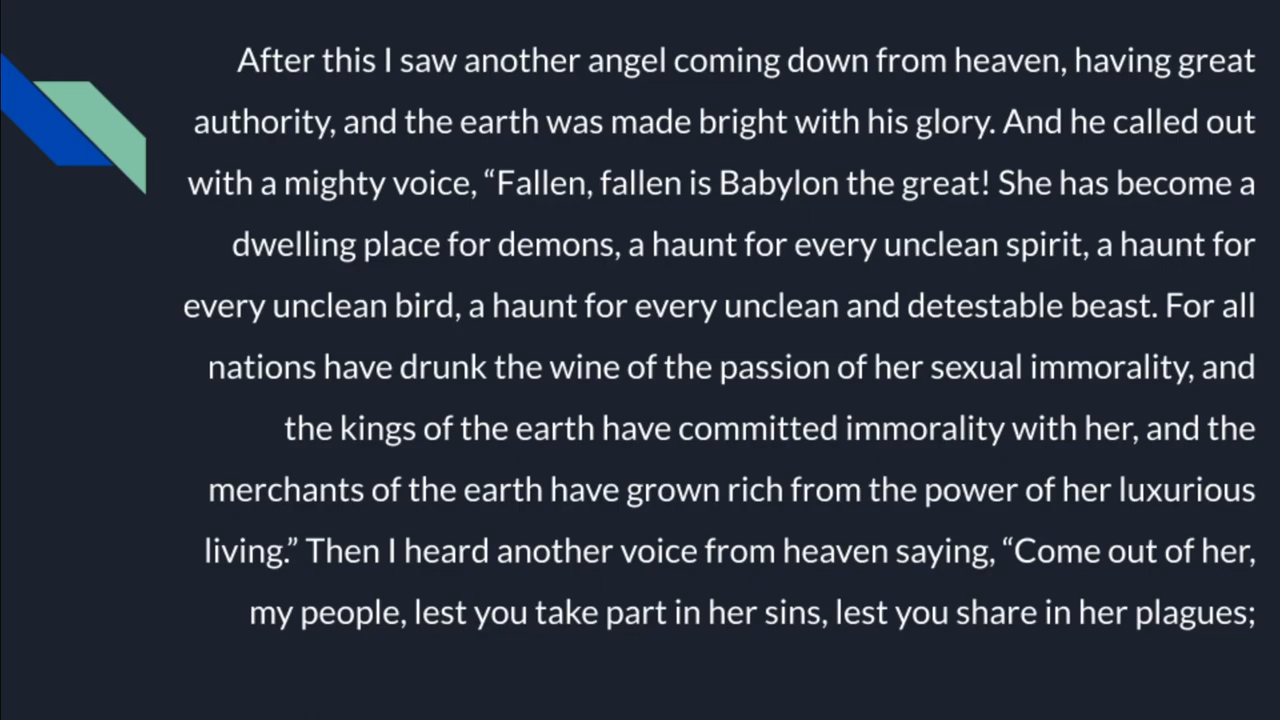 After this I saw another angel coming down from heaven, having great
authority, and the earth was made bright with his glory. And he called out
with a mighty voice, “Fallen, fallen is Babylon the great! She has become a
dwelling place for demons, a haunt for every unclean spirit, a haunt for
every unclean bird, a haunt for every unclean and detestable beast. For all
nations have drunk the wine of the passion of her sexual immorality, and
the kings of the earth have committed immorality with her, and the
merchants of the earth have grown rich from the power of her luxurious
living.” Then I heard another voice from heaven saying, “Come out of her,
my people, lest you take part in her sins, lest you share in her plagues;